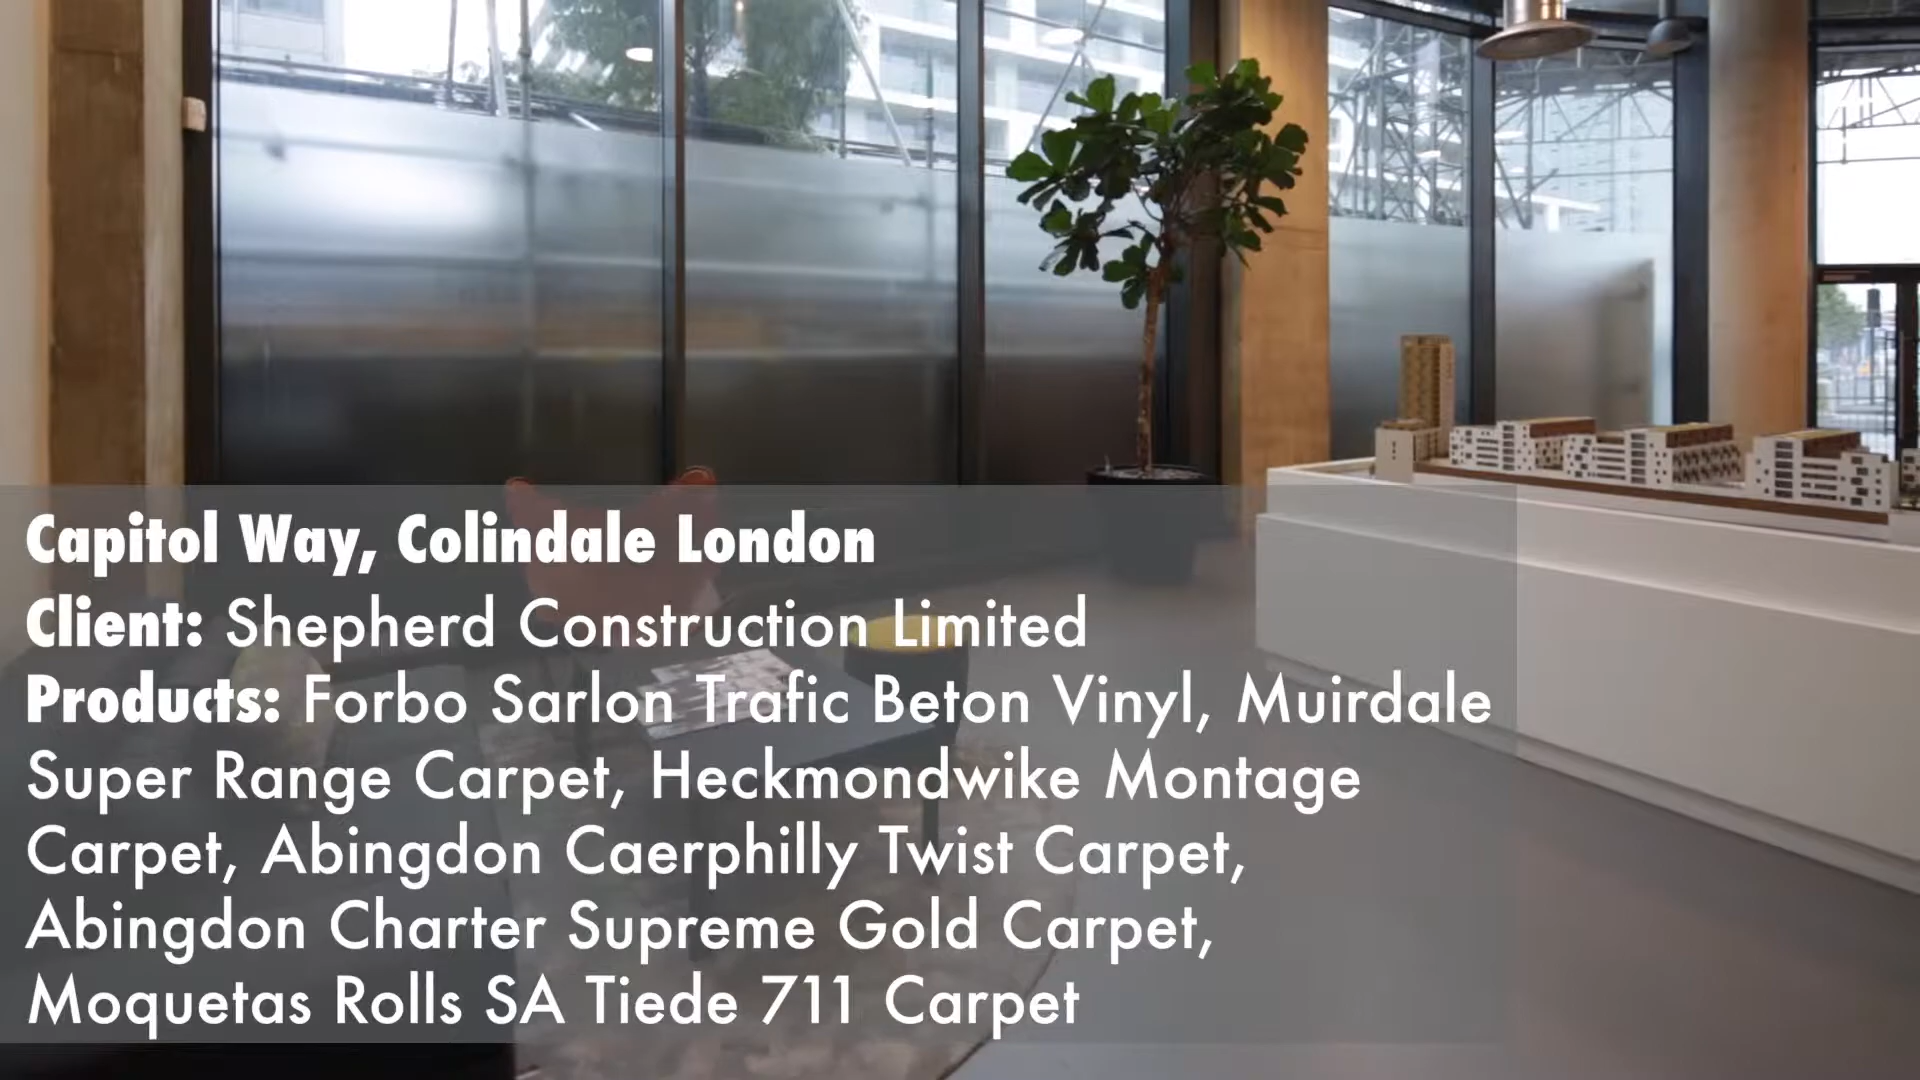 Capitol Way, Colindale London
Client: Shepherd Construction Limited
Products: Forbo Sarlon Trafic Beton Vinyl, Muirdale
Super Range Carpet, Heckmondwike Montage
Carpet, Abingdon Caerphilly Twist Carpet,
Abingdon Charter Supreme Gold Carpet,
Moquetas Rolls SA Tiede 711 Carpet